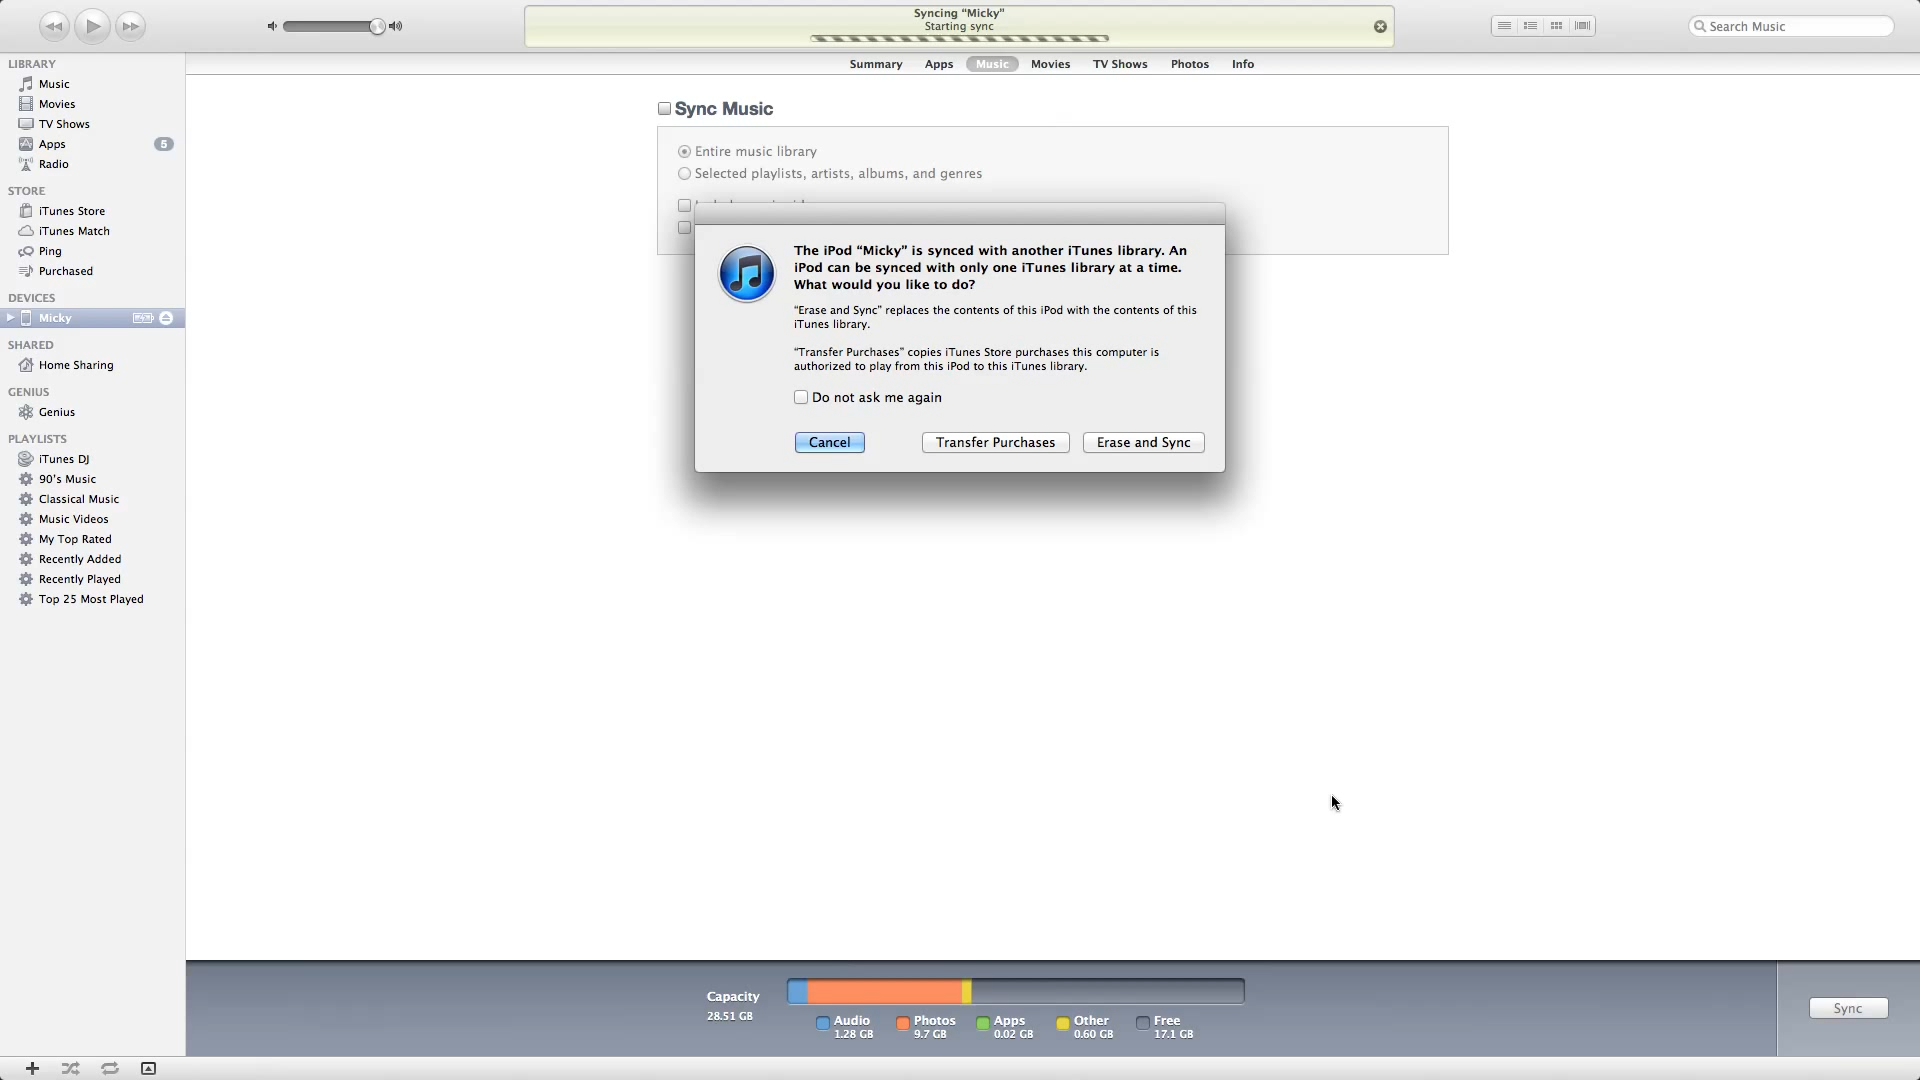 Syncing “Micky”
Starting sync
Search Music
LIBRARY
Music
Movies
TV Shows
Apps
5
Radio
STORE
iTunes Store
iTunes Match
Ping
Purchased
DEVICES
Micky
SHARED
Home Sharing
GENIUS
Genius
PLAYLISTS
iTunes DJ
90's Music
Classical Music
Music Videos
My Top Rated
Recently Added
Recently Played
Top 25 Most Played
Summary Apps Music Movies TV Shows Photos Info
Sync Music
Entire music library
Selected playlists, artists, albums, and genres
The iPod “Micky” is synced with another iTunes library. An
iPod can be synced with only one iTunes library at a time.
What would you like to do?
“Erase and Sync” replaces the contents of this iPod with the contents of this
iTunes library.
“Transfer Purchases” copies iTunes Store purchases this computer is
authorized to play from this iPod to this iTunes library.
Do not ask me again
Cancel Transfer Purchases Erase and Sync
Capacity
28.51 GB
Audio
1.28 GB
Photos
9.7 GB
Apps
0.02 GB
Other
0.60 GB
Free
17.1 GB
Sync